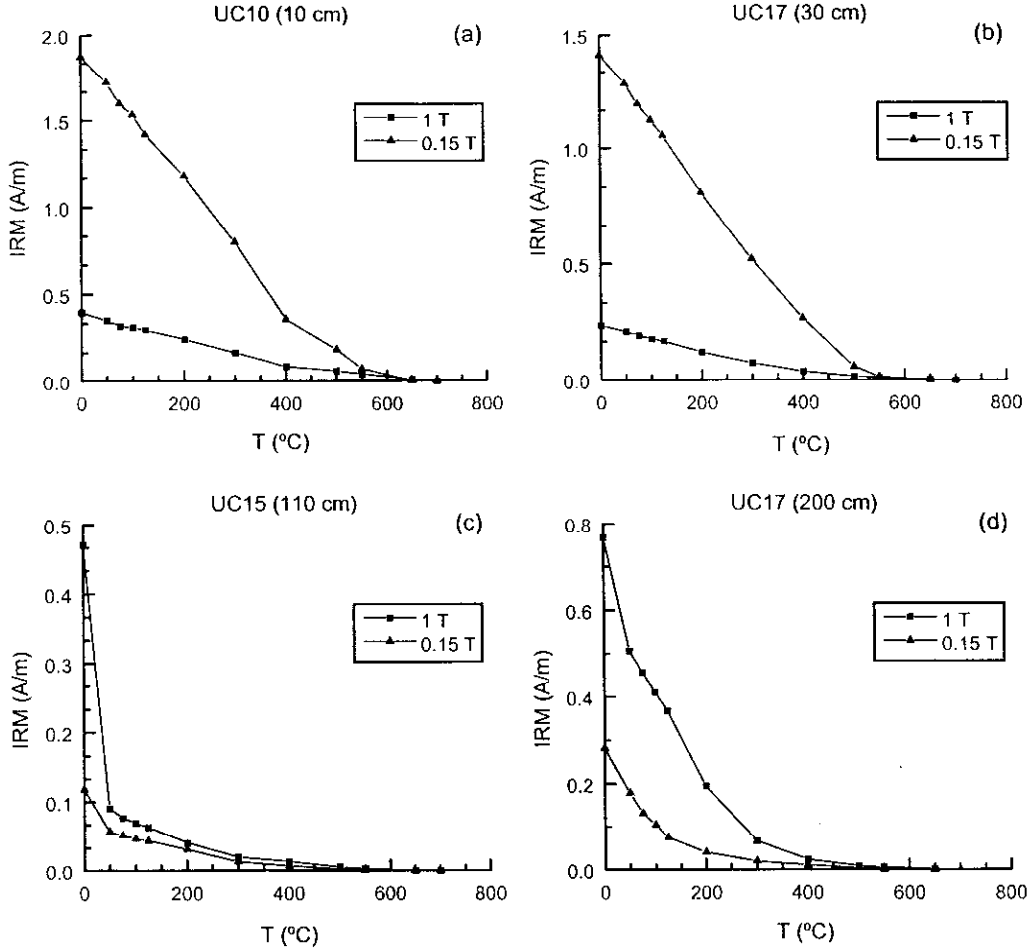 UC10 (10 cm)
(a)
2.0
1.5
1.0
0.5
0.0
IRM (A/m)
1 T
0.15 T
0
200
400
600
800
T (ºC)
UC17 (30 cm)
(b)
1.5
1.0
0.5
0.0
IRM (A/m)
1 T
0.15 T
0
200
400
600
800
T (ºC)
UC15 (110 cm)
(c)
0.5
0.4
0.3
0.2
0.1
0.0
IRM (A/m)
1 T
0.15 T
0
200
400
600
800
T (ºC)
UC17 (200 cm)
(d)
0.8
0.6
0.4
0.2
0.0
IRM (A/m)
1 T
0.15 T
0
200
400
600
800
T (ºC)